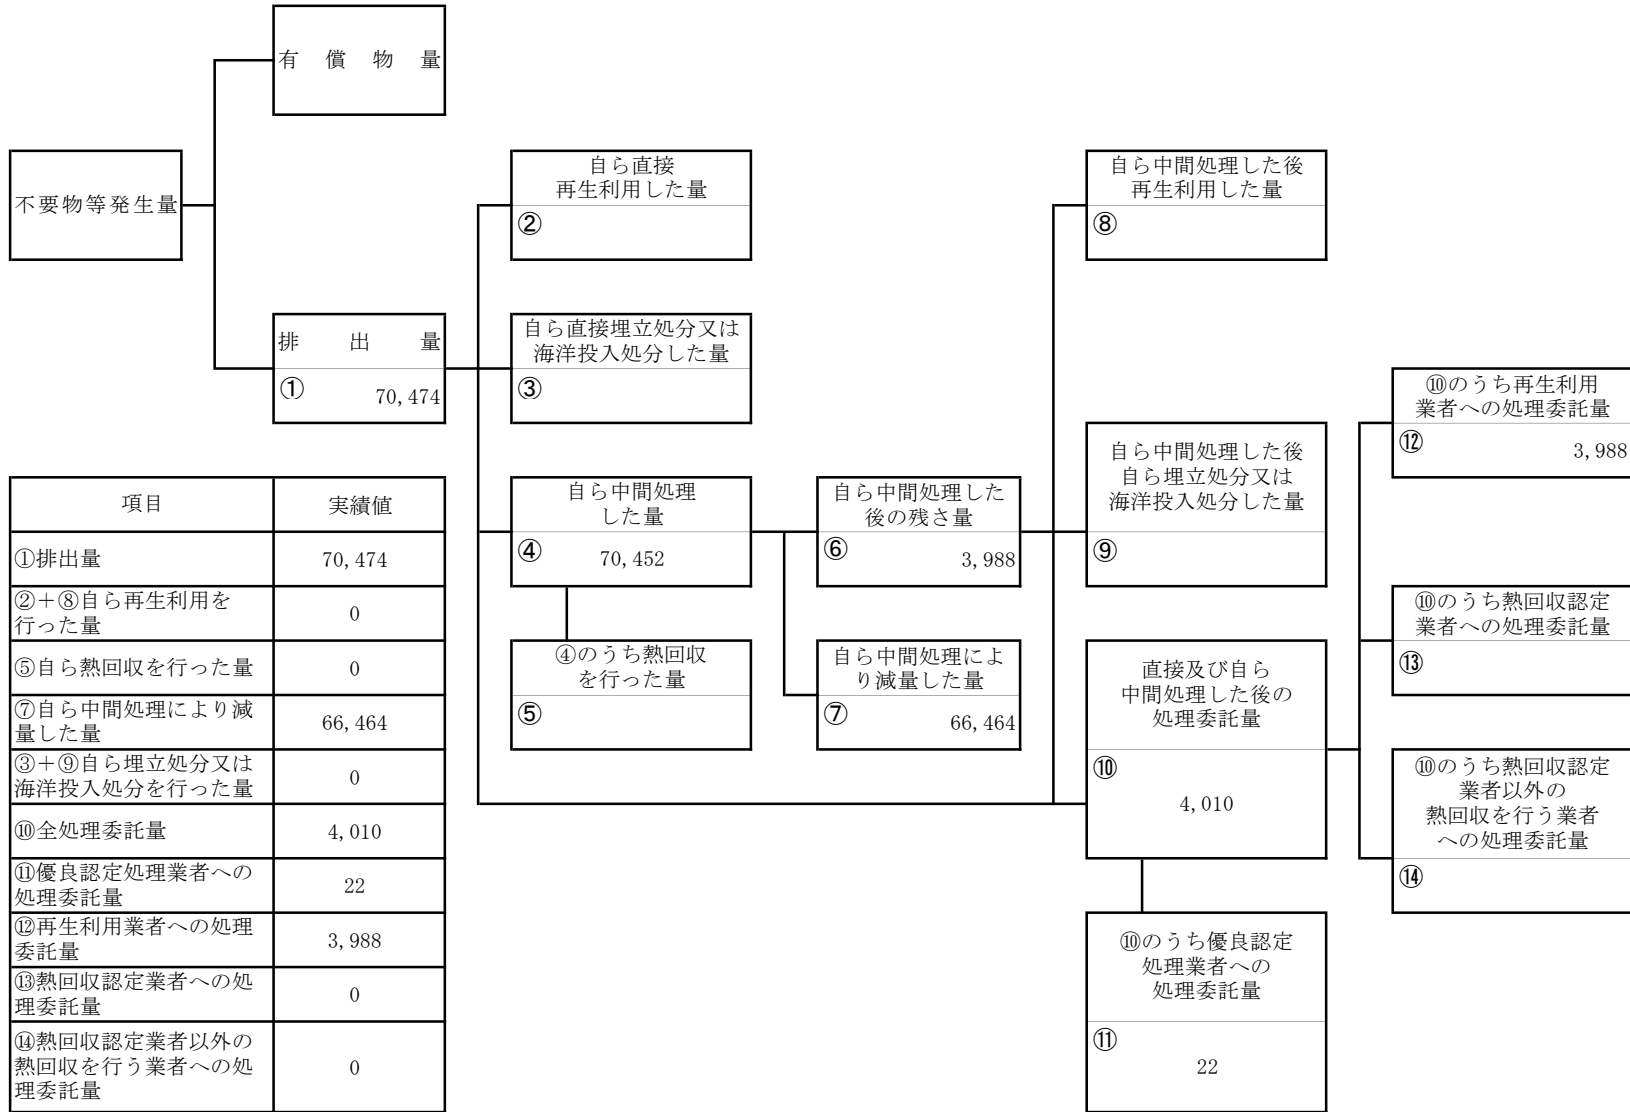 有償物量
不要物等発生量
自ら直接
再生利用した量
②
自ら中間処理した後
再生利用した量
⑧
排出量
① 70,474
自ら直接埋立処分又は
海洋投入処分した量
③
⑩のうち再生利用
業者への処理委託量
⑫ 3,988
自ら中間処理した後
自ら埋立処分又は
海洋投入処分した量
⑨
自ら中間処理
した量
④ 70,452
自ら中間処理した
後の残さ量
⑥ 3,988
⑩のうち熱回収認定
業者への処理委託量
⑬
④のうち熱回収
を行った量
⑤
自ら中間処理によ
り減量した量
⑦ 66,464
直接及び自ら
中間処理した後の
処理委託量
⑩
4,010
⑩のうち熱回収認定
業者以外の
熱回収を行う業者
への処理委託量
⑭
⑩のうち優良認定
処理業者への
処理委託量
⑪
22
項目 実績値
①排出量 70,474
②+⑧自ら再生利用を
行った量 0
⑤自ら熱回収を行った量 0
⑦自ら中間処理により減
量した量 66,464
③+⑨自ら埋立処分又は
海洋投入処分を行った量 0
⑩全処理委託量 4,010
⑪優良認定処理業者への
処理委託量 22
⑫再生利用業者への処理
委託量 3,988
⑬熱回収認定業者への処
理委託量 0
⑭熱回収認定業者以外の
熱回収を行う業者への処
理委託量 0